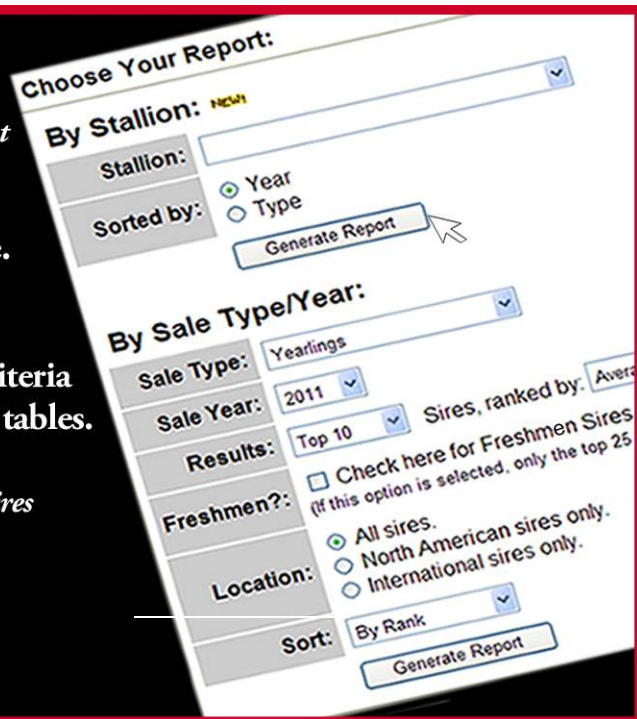 Choose Your Report:
By Stallion: NEW!
Stallion:
Sorted by: Year
Type
Generate Report
By Sale Type/Year:
Sale Type: Yearlings
Sale Year: 2011
Results: Top 10 Sires, ranked by:
Freshmen?: Check here for Freshmen Sires
(If this option is selected, only the top 25
Location: All sires.
North American sires only.
International sires only.
Sort: By Rank
Generate Report
tables.